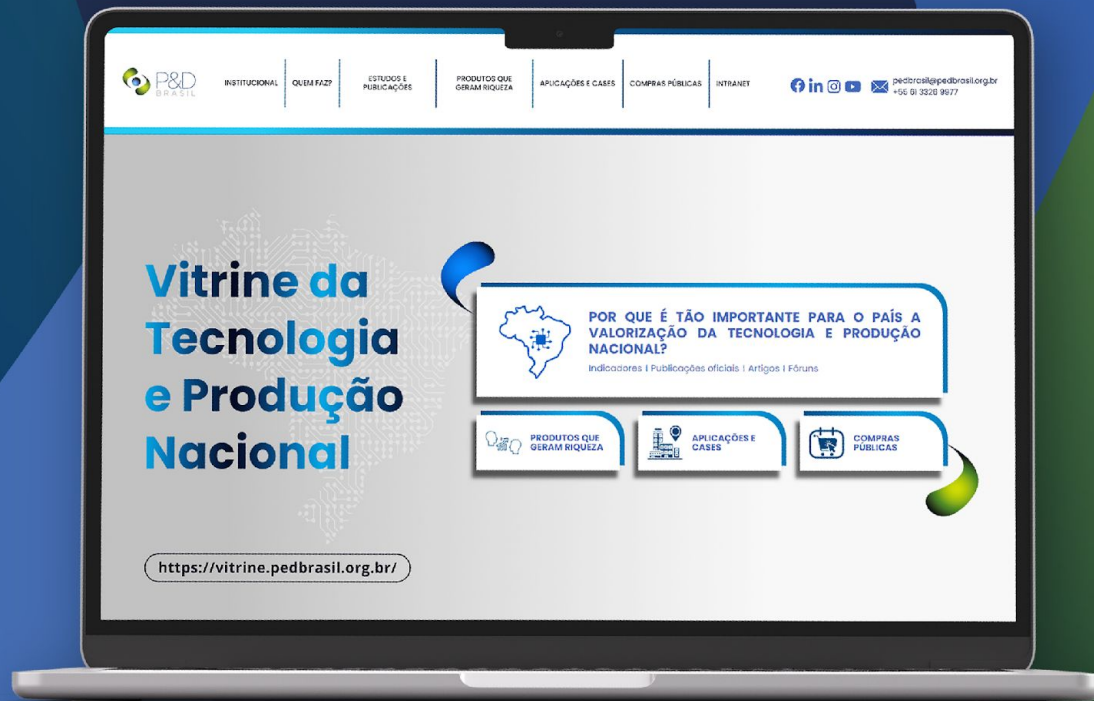 P&D
BRASIL
INSTITUCIONAL
QUEM FAZ?
ESTUDOS E
PUBLICAÇÕES
PRODUTOS QUE
GERAM RIQUEZA
APLICAÇÕES E CASES
COMPRAS PÚBLICAS
INTRANET
pedbrasil@pedbrasil.org.br
+55 61 3328 9977
Vitrine da
Tecnologia
e Produção
Nacional
https://vitrine.pedbrasil.org.br/
POR QUE É TÃO IMPORTANTE PARA O PAÍS A
VALORIZAÇÃO DA TECNOLOGIA E PRODUÇÃO
NACIONAL?
Indicadores I Publicações oficiais I Artigos I Fóruns
PRODUTOS QUE
GERAM RIQUEZA
APLICAÇÕES E
CASES
COMPRAS
PÚBLICAS